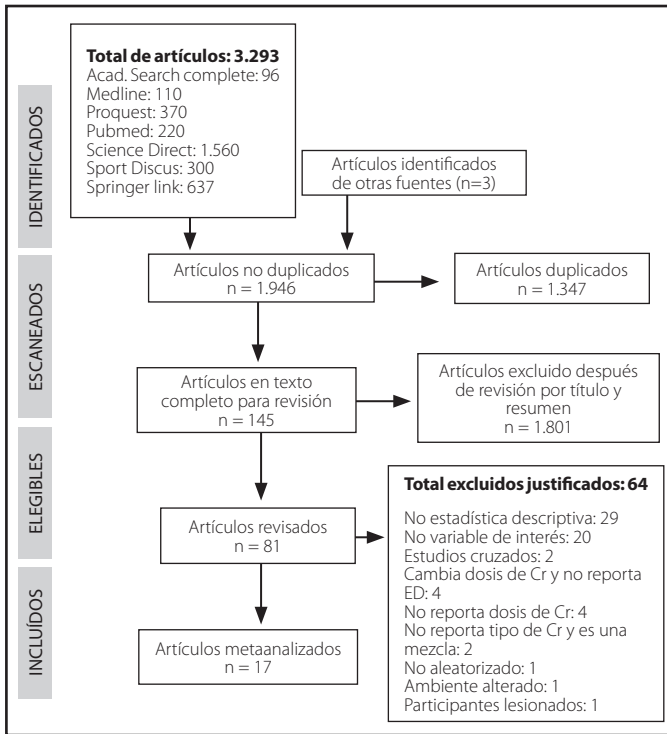 Total de artículos: 3.293
Acad. Search complete: 96
Medline: 110
Proquest: 370
Pubmed: 220
Science Direct: 1.560
Sport Discus: 300
Springer link: 637
IDENTIFICADOS
Artículos identificados
de otras fuentes (n=3)
Artículos no duplicados
n = 1.946
Artículos duplicados
n = 1.347
ESCANEADOS
Artículos en texto
completo para revisión
n = 145
Artículos excluido después
de revisión por título y
resumen
n = 1.801
ELEGIBLES
Artículos revisados
n = 81
Total excluidos justificados: 64
No estadística descriptiva: 29
No variable de interés: 20
Estudios cruzados: 2
Cambia dosis de Cr y no reporta
ED: 4
No reporta dosis de Cr: 4
No reporta tipo de Cr y es una
mezcla: 2
No aleatorizado: 1
Ambiente alterado: 1
Participantes lesionados: 1
INCLUÍDOS
Artículos metaanalizados
n = 17